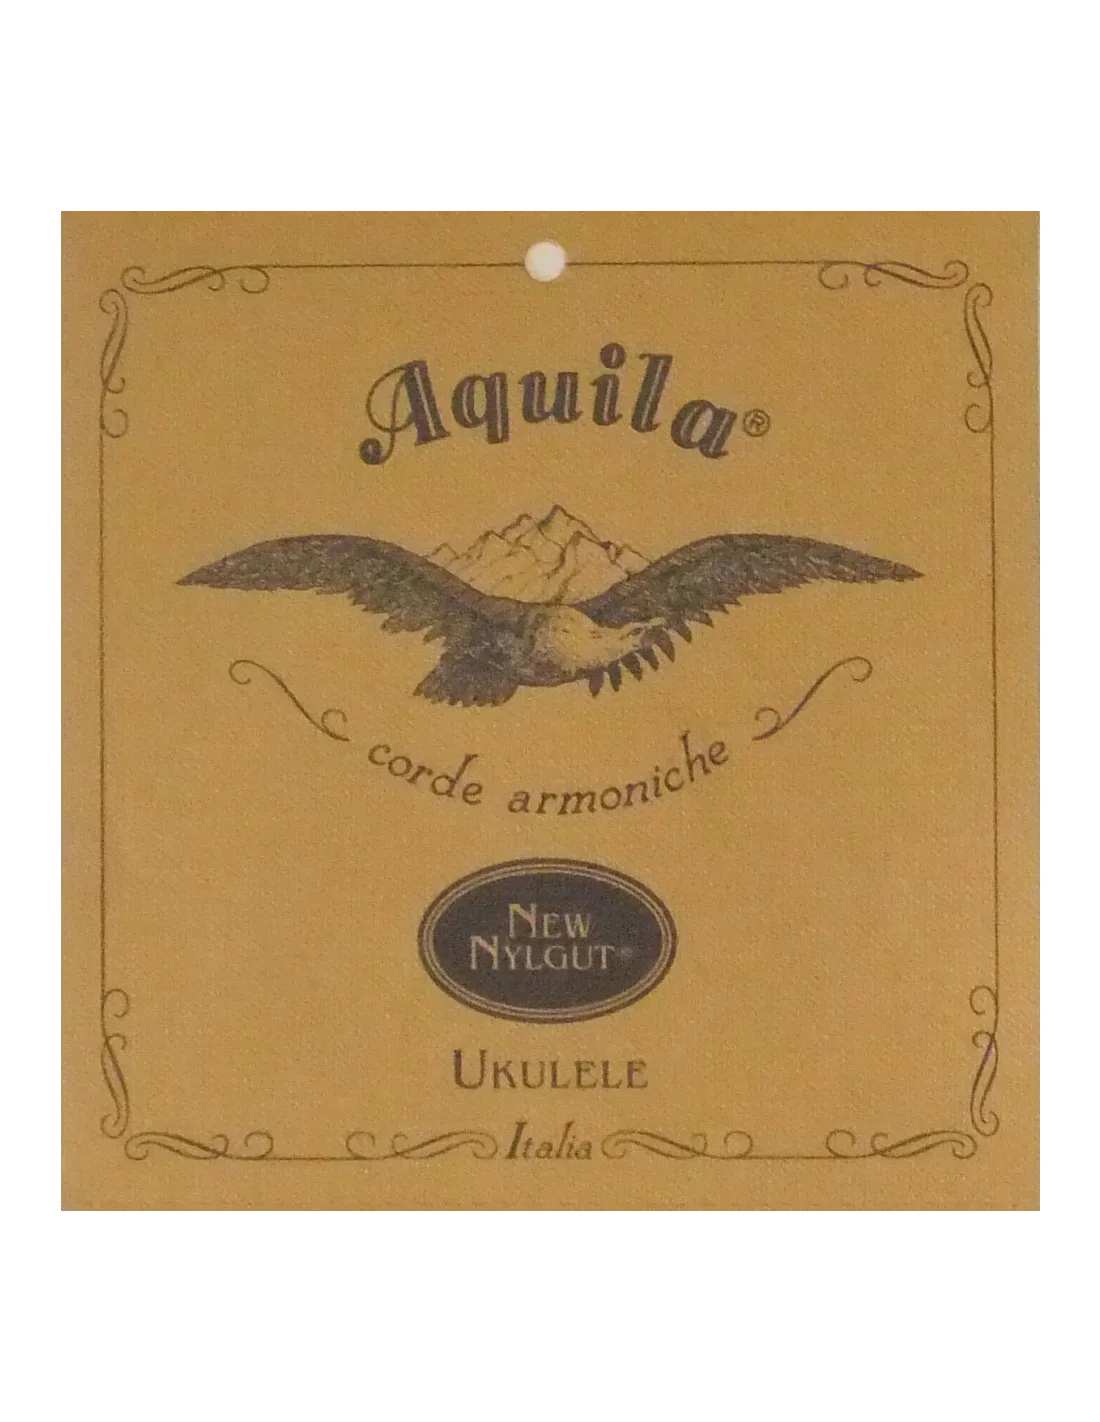 Aquila®
corde armoniche
NEW
NYLGUT®
UKULELE
Italia